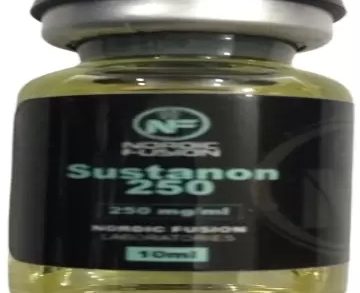 NF
NORDIC
FUSION
Sustanon
250
250 mg/ml
NORDIC FUSION
LABORATORIES
10ml